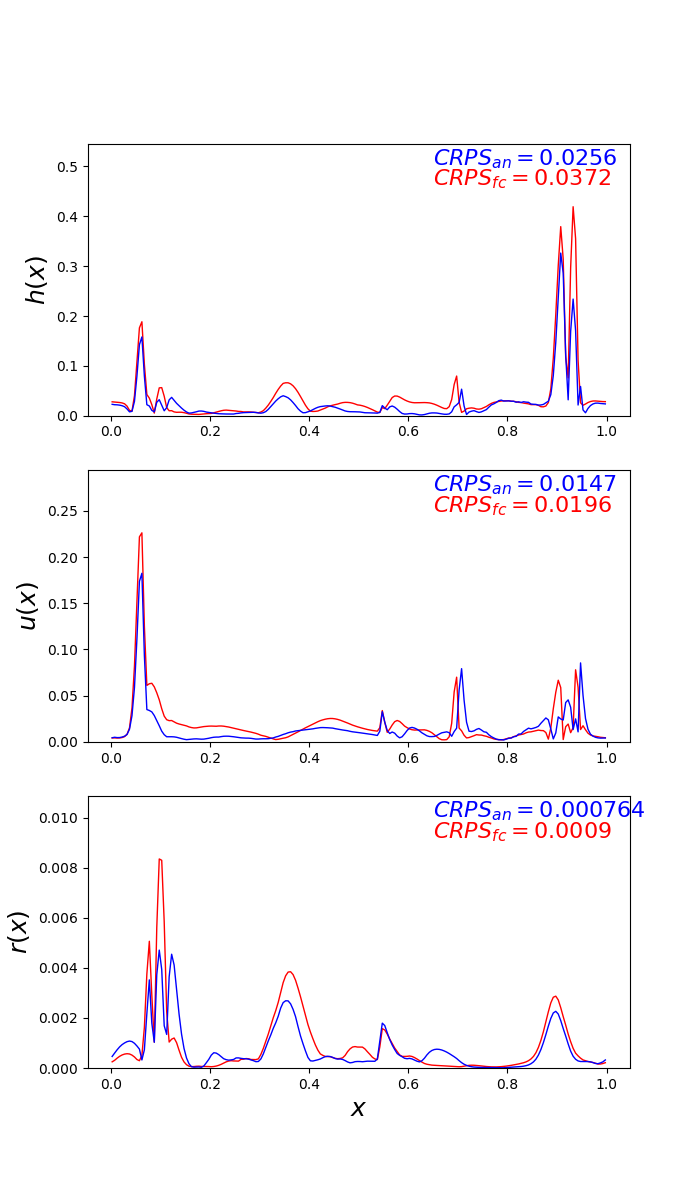 CRPS_an = 0.0256
CRPS_fc = 0.0372
0.5
0.4
0.3
0.2
0.1
0.0
h(x)
0.0 0.2 0.4 0.6 0.8 1.0
CRPS_an = 0.0147
CRPS_fc = 0.0196
0.25
0.20
0.15
0.10
0.05
0.00
u(x)
0.0 0.2 0.4 0.6 0.8 1.0
CRPS_an = 0.000764
CRPS_fc = 0.0009
0.010
0.008
0.006
0.004
0.002
0.000
r(x)
0.0 0.2 0.4 0.6 0.8 1.0
x